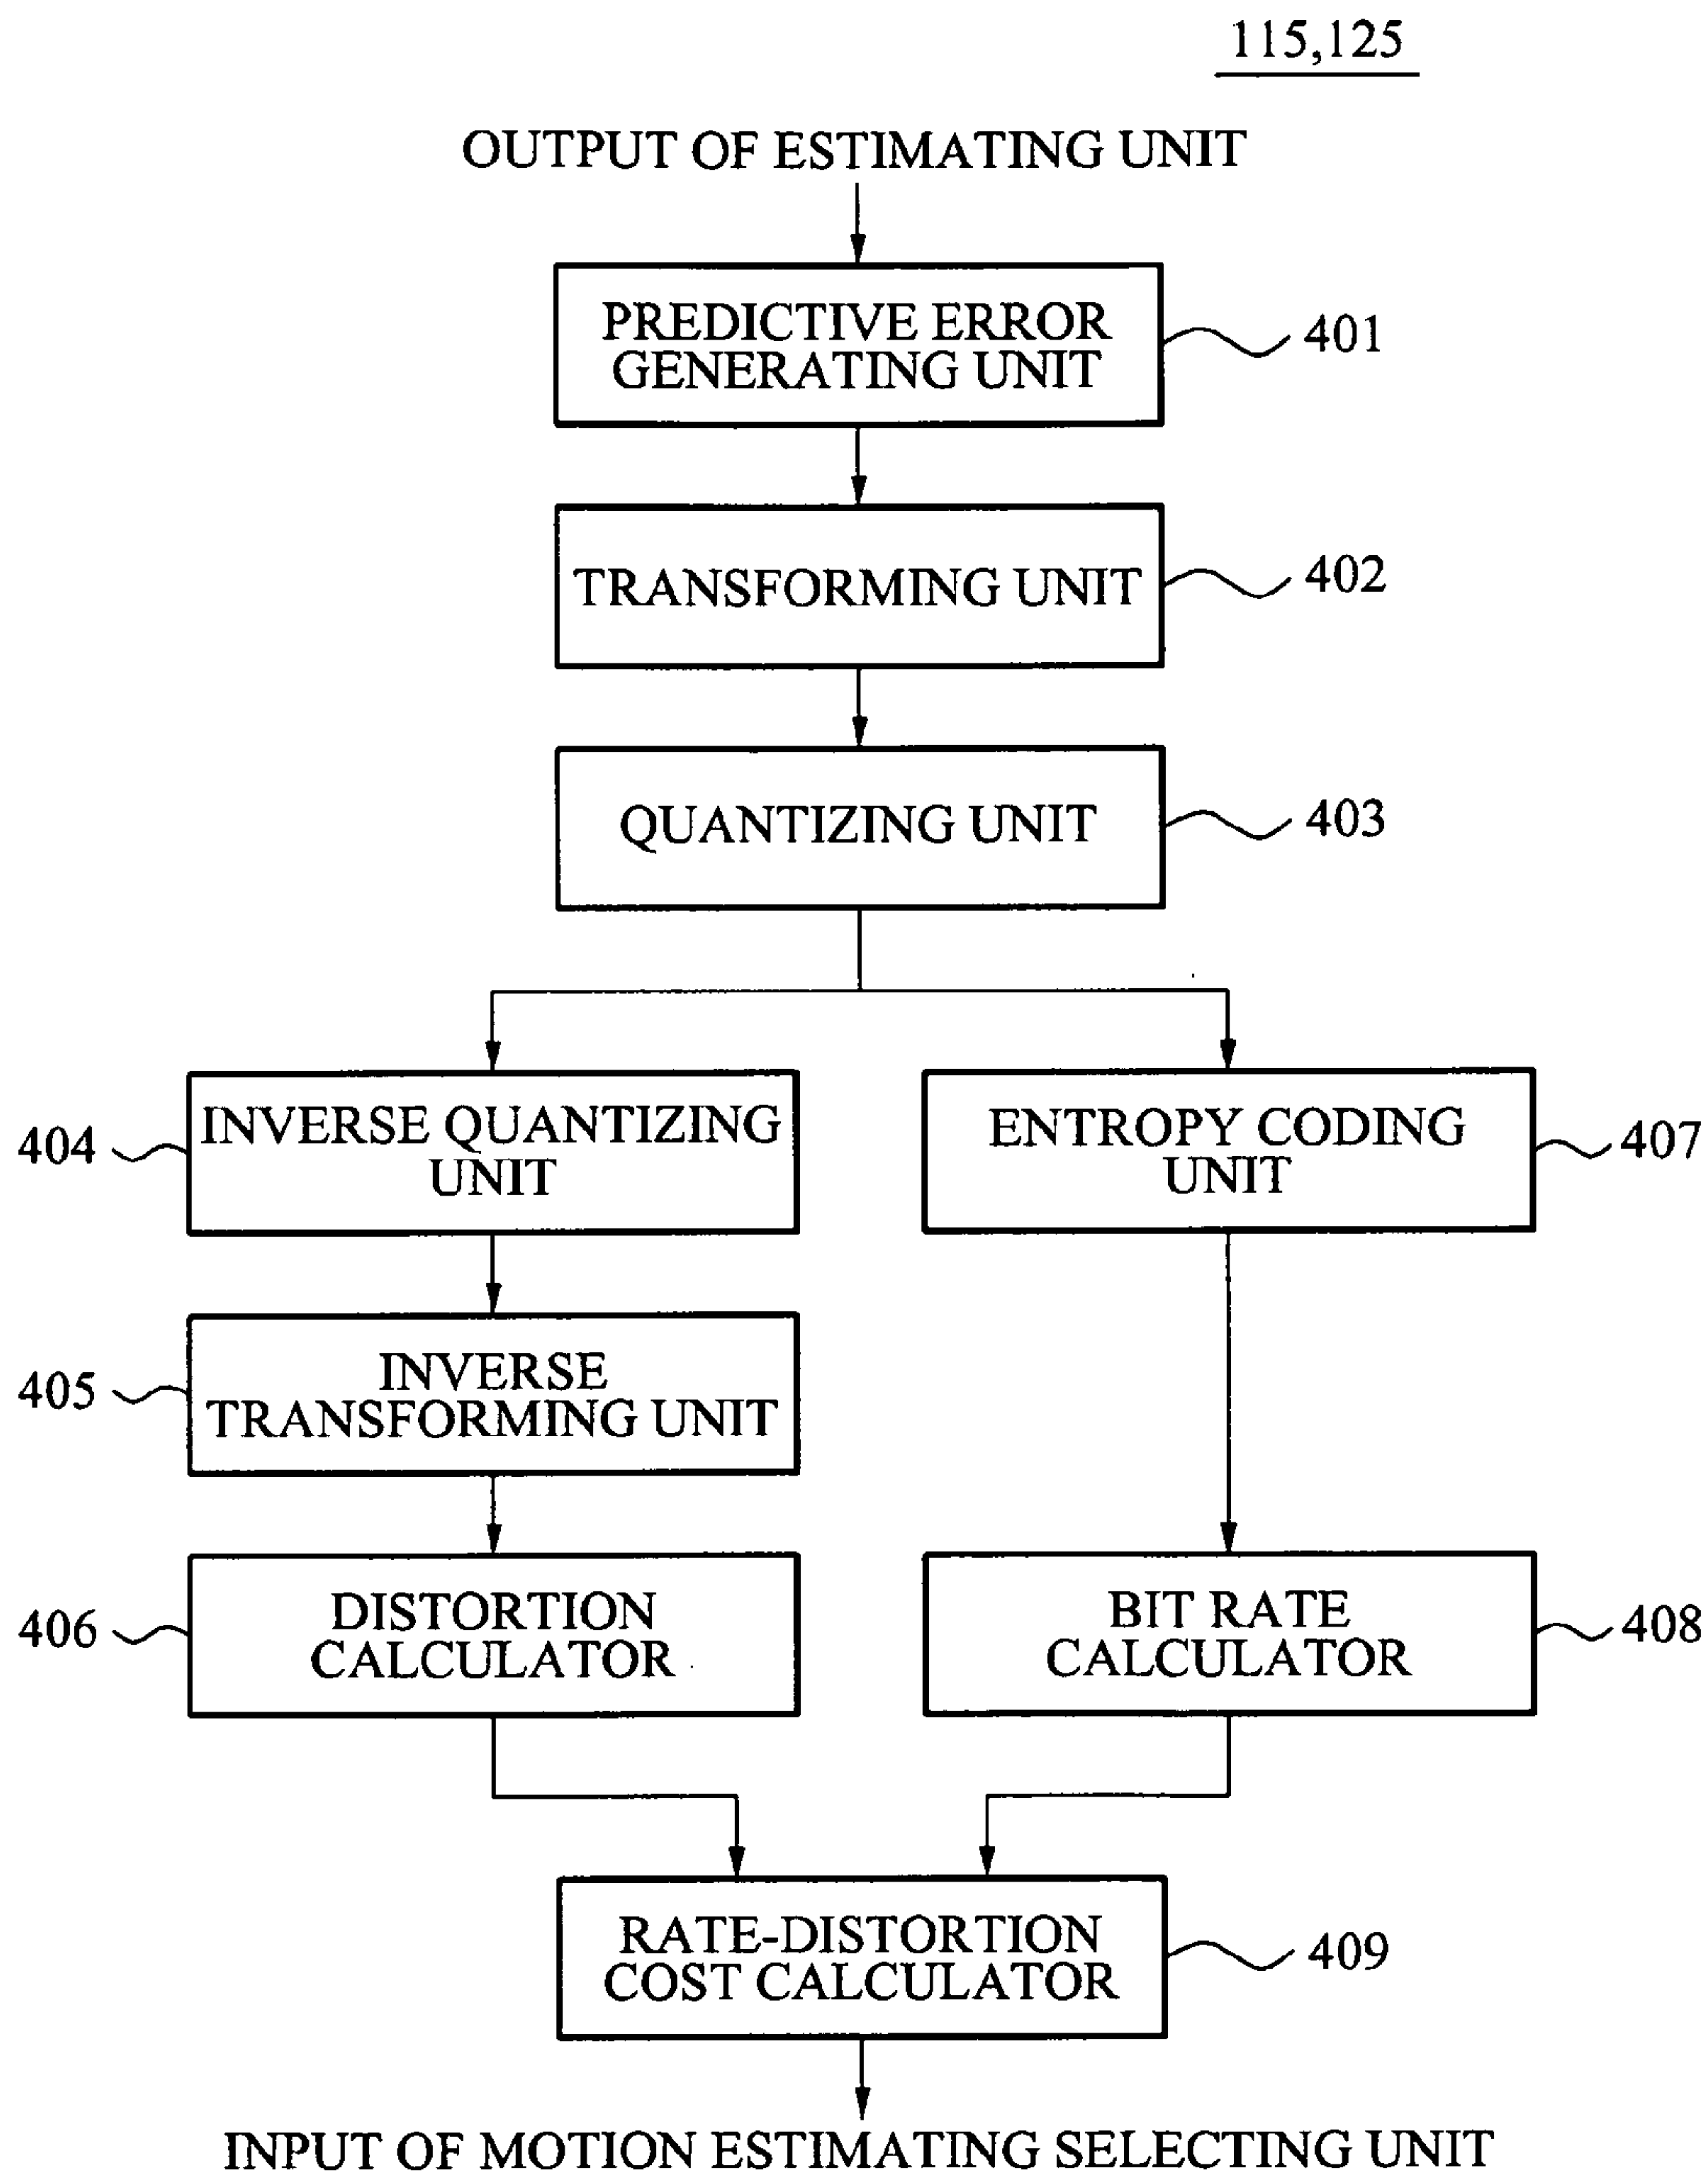 115,125
OUTPUT OF ESTIMATING UNIT
PREDICTIVE ERROR
GENERATING UNIT
401
TRANSFORMING UNIT
402
QUANTIZING UNIT
403
404
INVERSE QUANTIZING
UNIT
ENTROPY CODING
UNIT
407
405
INVERSE
TRANSFORMING UNIT
406
DISTORTION
CALCULATOR
BIT RATE
CALCULATOR
408
RATE-DISTORTION
COST CALCULATOR
409
INPUT OF MOTION ESTIMATING SELECTING UNIT